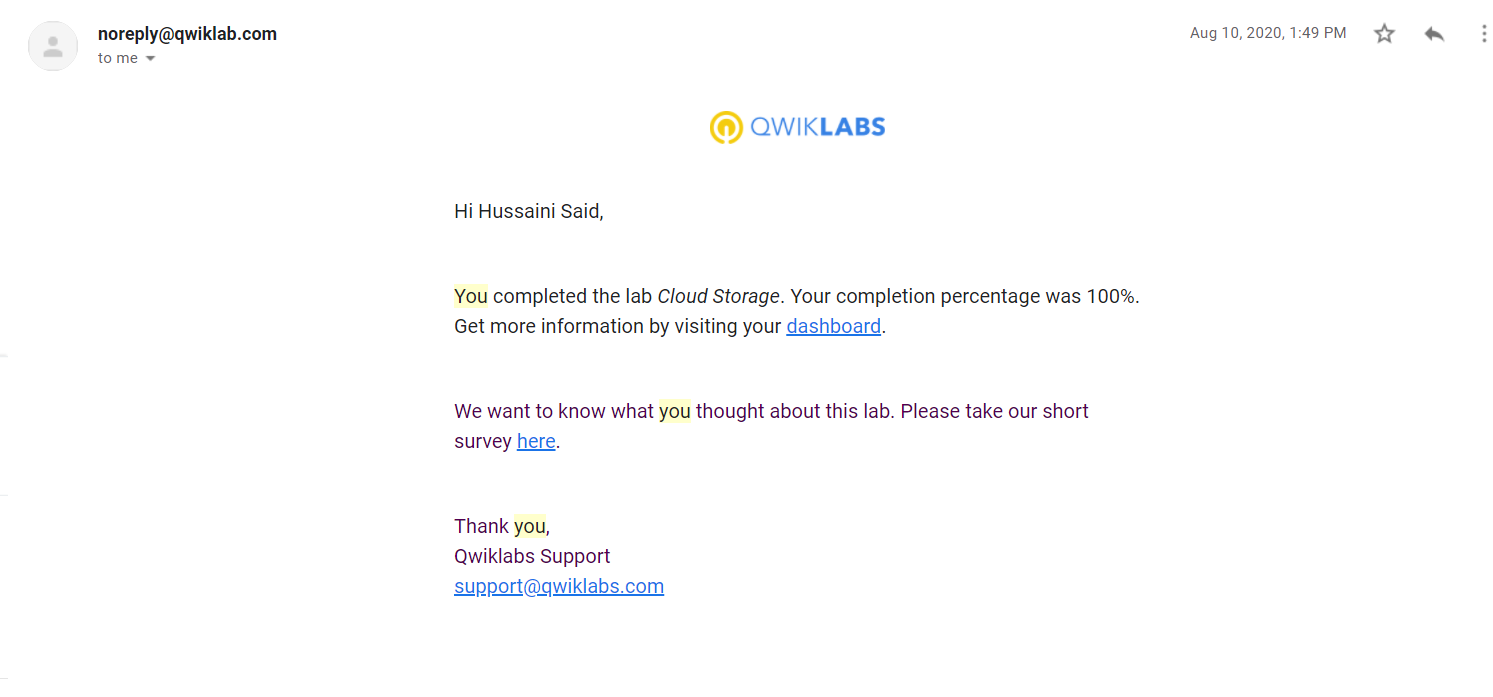 noreply@qwiklab.com
Aug 10, 2020, 1:49 PM
to me
QWIKLABS
Hi Hussaini Said,
You completed the lab Cloud Storage. Your completion percentage was 100%.
Get more information by visiting your dashboard.
We want to know what you thought about this lab. Please take our short
survey here.
Thank you,
Qwiklabs Support
support@qwiklabs.com